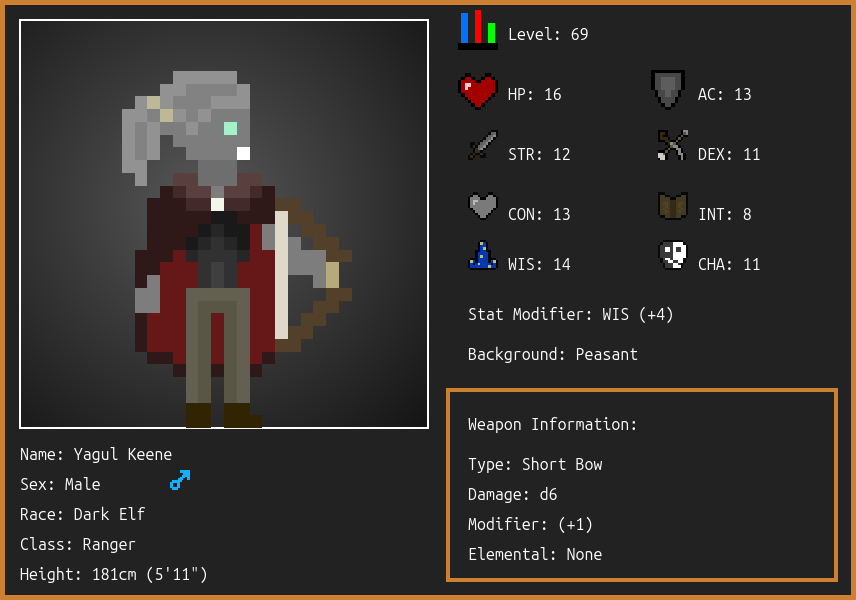 Level: 69
HP: 16
AC: 13
STR: 12
DEX: 11
CON: 13
INT: 8
WIS: 14
CHA: 11
Stat Modifier: WIS (+4)
Background: Peasant
Weapon Information:
Type: Short Bow
Damage: d6
Modifier: (+1)
Elemental: None
Name: Yagul Keene
Sex: Male
Race: Dark Elf
Class: Ranger
Height: 181cm (5'11")